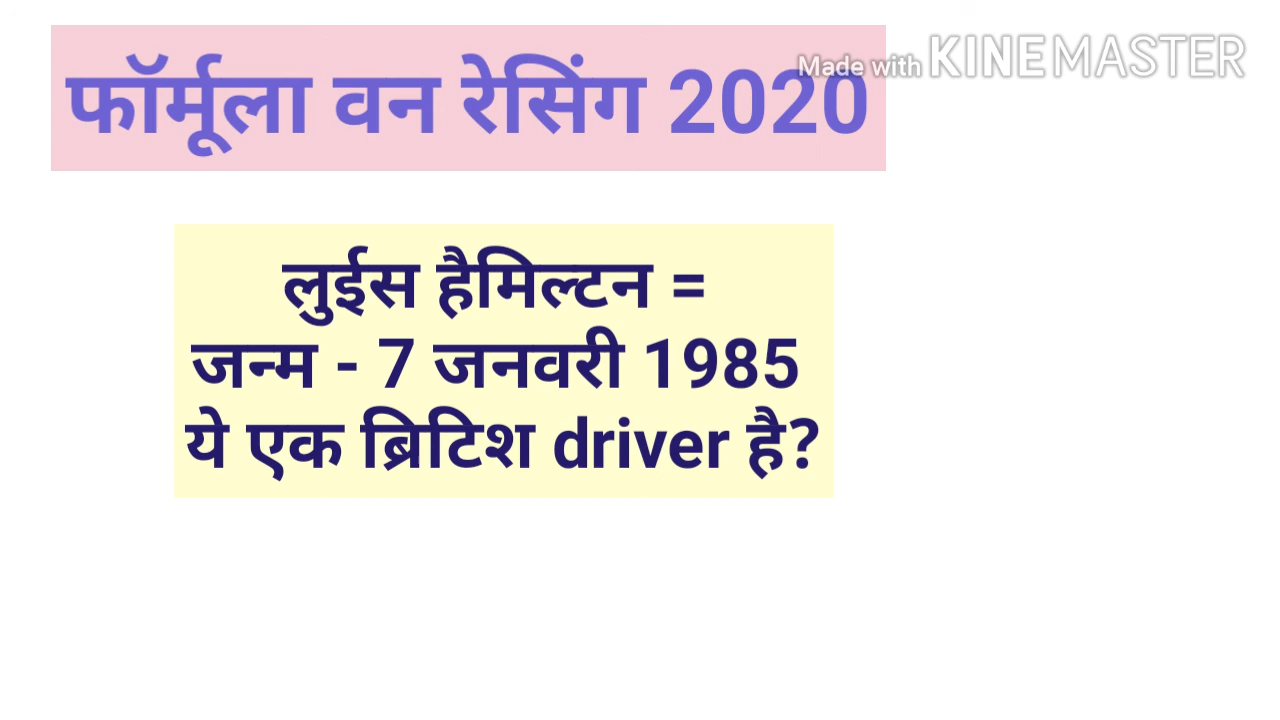 फॉर्मूला वन रेसिंग 2020
Made with KINEMASTER
लुईस हैमिल्टन =
जन्म - 7 जनवरी 1985
ये एक ब्रिटिश driver है?